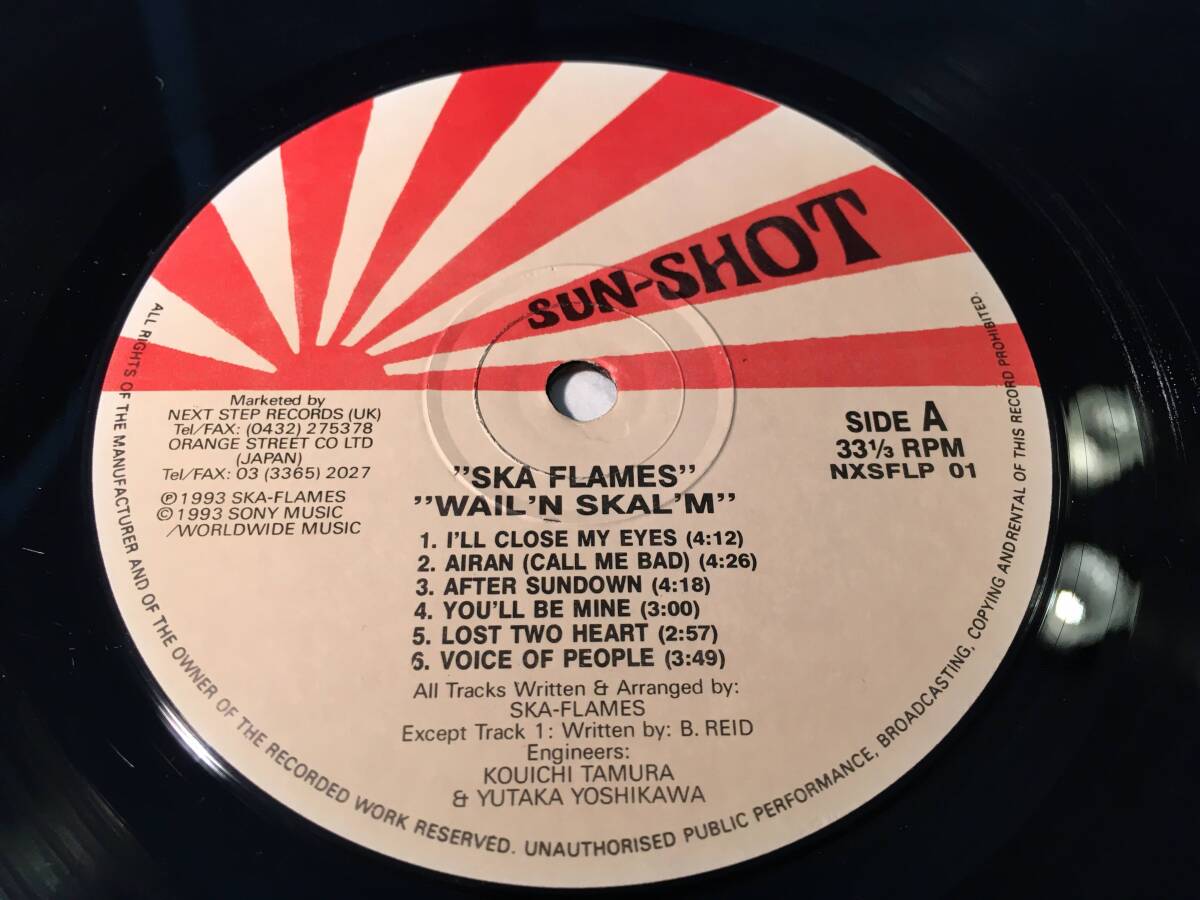 SUN-SHOT
Marketed by
NEXT STEP RECORDS (UK)
Tel/FAX: (0432) 275378
ORANGE STREET CO LTD
(JAPAN)
Tel/FAX: 03 (3365) 2027
℗1993 SKA-FLAMES
©1993 SONY MUSIC
/WORLDWIDE MUSIC
SIDE A
33⅓ RPM
NXSFLP 01
"SKA FLAMES"
"WAIL'N SKAL'M"
1. I'LL CLOSE MY EYES (4:12)
2. AIRAN (CALL ME BAD) (4:26)
3. AFTER SUNDOWN (4:18)
4. YOU'LL BE MINE (3:00)
5. LOST TWO HEART (2:57)
6. VOICE OF PEOPLE (3:49)
All Tracks Written & Arranged by:
SKA-FLAMES
Except Track 1: Written by: B. REID
Engineers:
KOUICHI TAMURA
& YUTAKA YOSHIKAWA
ALL RIGHTS OF THE MANUFACTURER AND OF THE OWNER OF THE RECORDED WORK RESERVED. UNAUTHORISED PUBLIC PERFORMANCE, BROADCASTING, COPYING AND RENTAL OF THIS RECORD PROHIBITED.